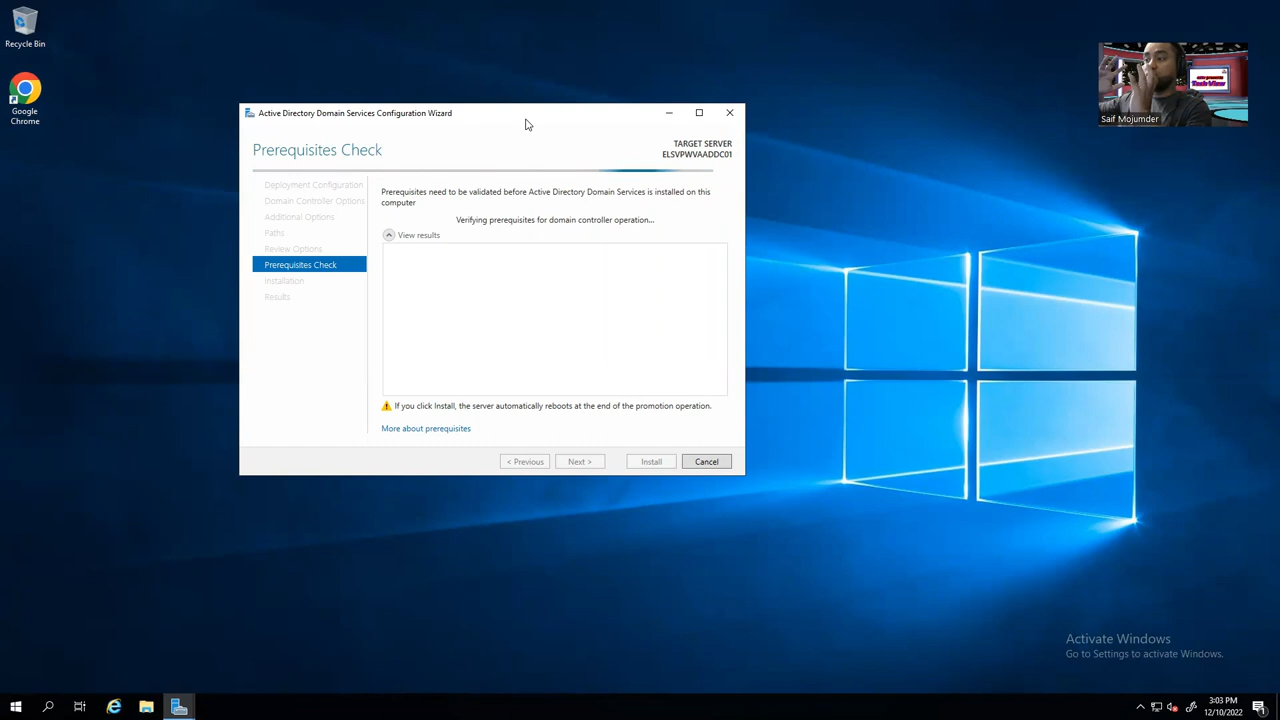 Recycle Bin
Google
Chrome
Saif Mojumder
Active Directory Domain Services Configuration Wizard
Prerequisites Check
TARGET SERVER
ELSVPWVAADDC01
Deployment Configuration
Domain Controller Options
Additional Options
Paths
Review Options
Prerequisites Check
Installation
Results
Prerequisites need to be validated before Active Directory Domain Services is installed on this
computer
Verifying prerequisites for domain controller operation...
View results
If you click Install, the server automatically reboots at the end of the promotion operation.
More about prerequisites
< Previous
Next >
Install
Cancel
Activate Windows
Go to Settings to activate Windows.
3:03 PM
12/10/2022